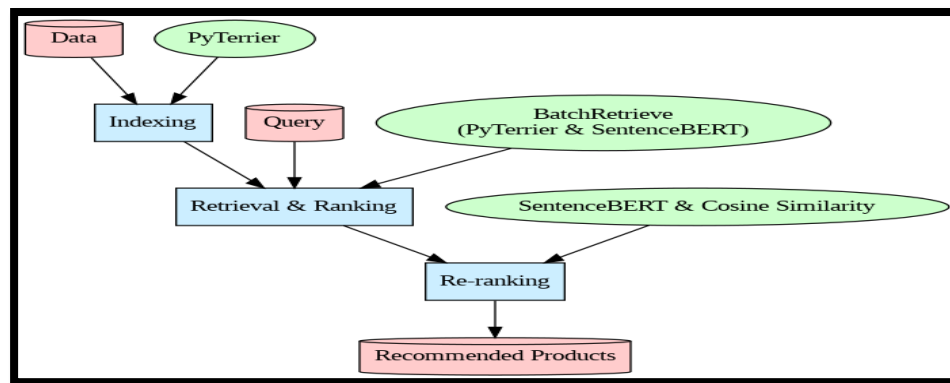 Data
PyTerrier
Indexing
Query
BatchRetrieve
(PyTerrier & SentenceBERT)
Retrieval & Ranking
SentenceBERT & Cosine Similarity
Re-ranking
Recommended Products